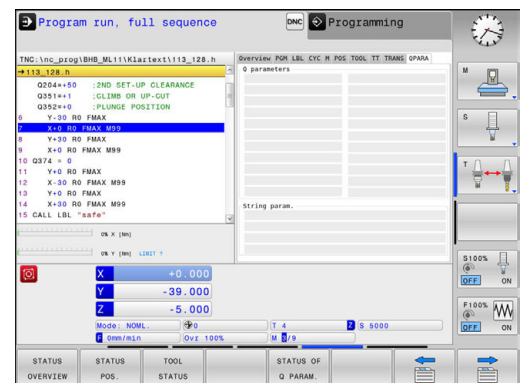 Program run, full sequence
DNC
Programming
TNC:\nc_prog\BHB_ML11\Klartext\113_128.h
→113_128.h
Q204=+50 ;2ND SET-UP CLEARANCE
Q351=+1 ;CLIMB OR UP-CUT
Q352=+0 ;PLUNGE POSITION
6 Y-30 R0 FMAX
7 X+0 R0 FMAX M99
8 Y+30 R0 FMAX
9 X+0 R0 FMAX M99
10 Q374 = 0
11 Y+0 R0 FMAX
12 X-30 R0 FMAX M99
13 Y+0 R0 FMAX
14 X+30 R0 FMAX M99
15 CALL LBL "safe"
Overview PGM LBL CYC M POS TOOL TT TRANS QPARA
Q parameters
String param.
0% X [Nm]
0% Y [Nm] LIMIT 1
X +0.000
Y -39.000
Z -5.000
Mode: NOML. 0 T 4 Z S 5000
F 0mm/min Ovr 100% M 5/9
M
S
T
S100%
OFF ON
F100%
OFF ON
STATUS OVERVIEW
STATUS POS.
TOOL STATUS
STATUS OF Q PARAM.